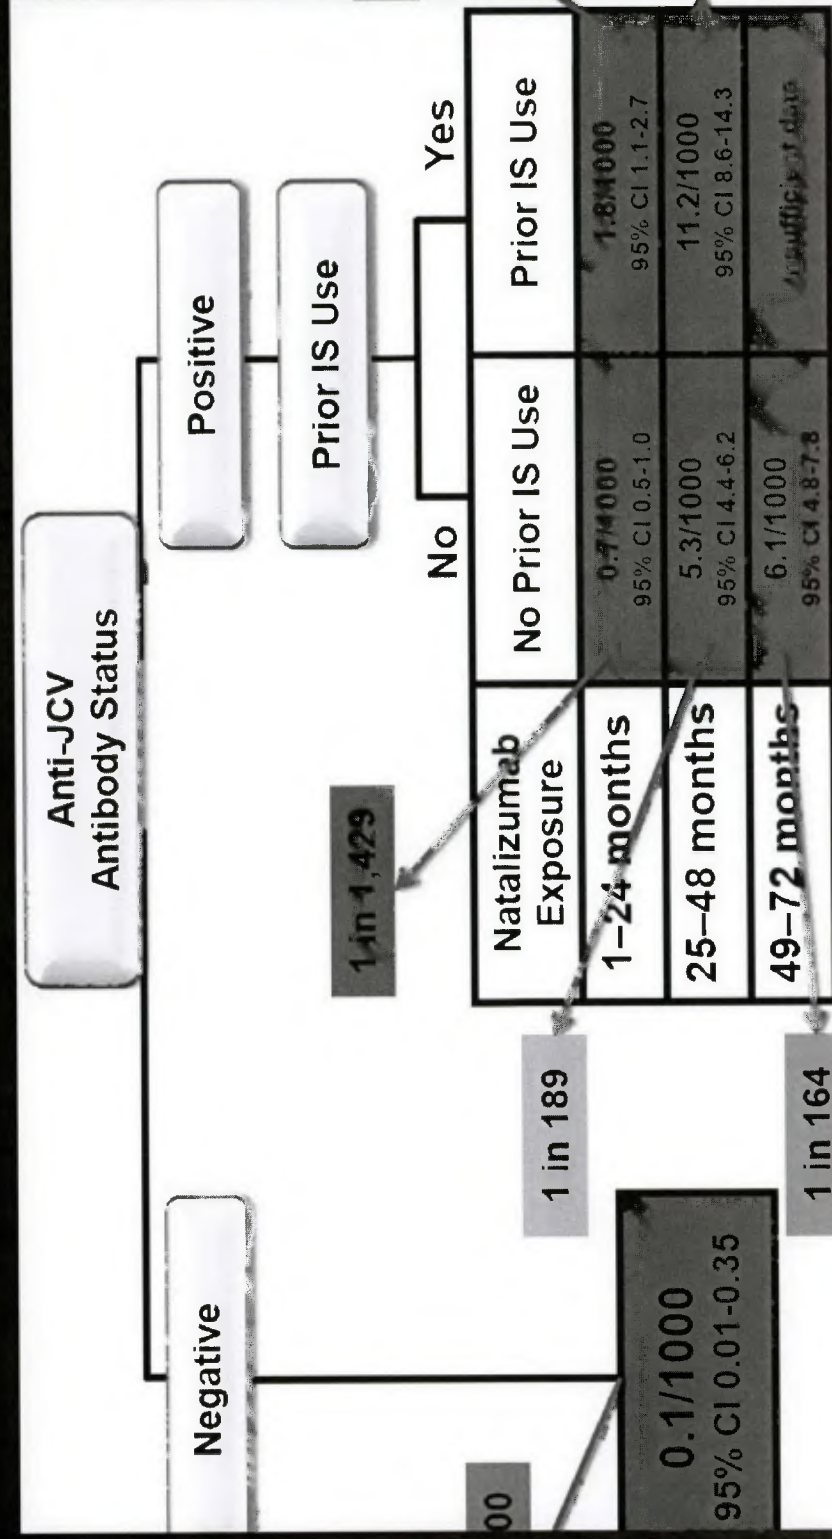 Anti-JCV
Antibody Status
Negative
Positive
Prior IS Use
No
Yes
00
0.1/1000
95% CI 0.01-0.35
1 in 1,429
1 in 189
1 in 164
Natalizumab
Exposure
No Prior IS Use
Prior IS Use
1–24 months
0.7/1000
95% CI 0.5-1.0
1.8/1000
95% CI 1.1-2.7
25–48 months
5.3/1000
95% CI 4.4-6.2
11.2/1000
95% CI 8.6-14.3
49–72 months
6.1/1000
95% CI 4.8-7.8
Insufficient data